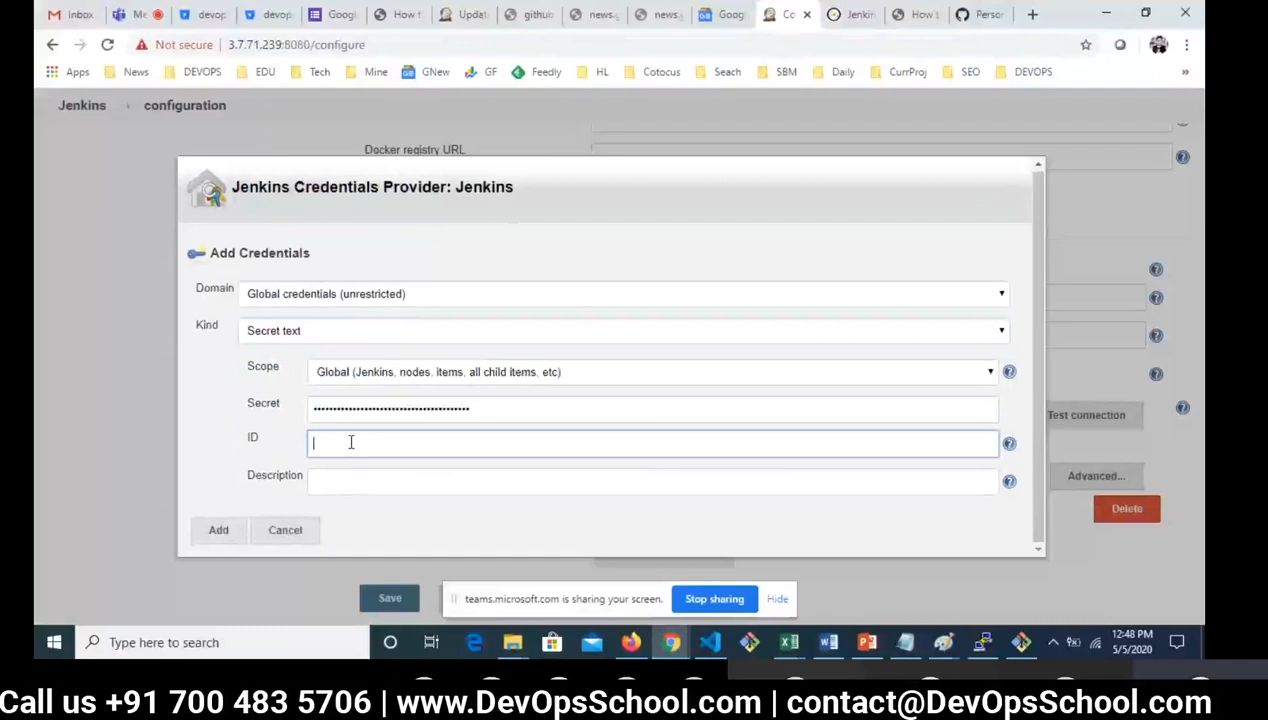 Inbox Me devop devop Googl How t Updat github news. news. Goog Co Jenkin How't Perso
Not secure 3.7.71.239:8080/configure
Apps News DEVOPS EDU Tech Mine GNew GF Feedly HL Cotocus Seach SBM Daily CurrProj SEO DEVOPS »
Jenkins › configuration
Docker registry URL
Jenkins Credentials Provider: Jenkins
Add Credentials
Domain Global credentials (unrestricted)
Kind Secret text
Scope Global (Jenkins, nodes, items, all child items, etc)
Secret ••••••••••••••••••••••••••••••••••••••••
ID
Test connection
Description
Advanced...
Delete
Add Cancel
Save
teams.microsoft.com is sharing your screen. Stop sharing Hide
Type here to search
12:48 PM
5/5/2020
Call us +91 700 483 5706 | www.DevOpsSchool.com | contact@DevOpsSchool.com